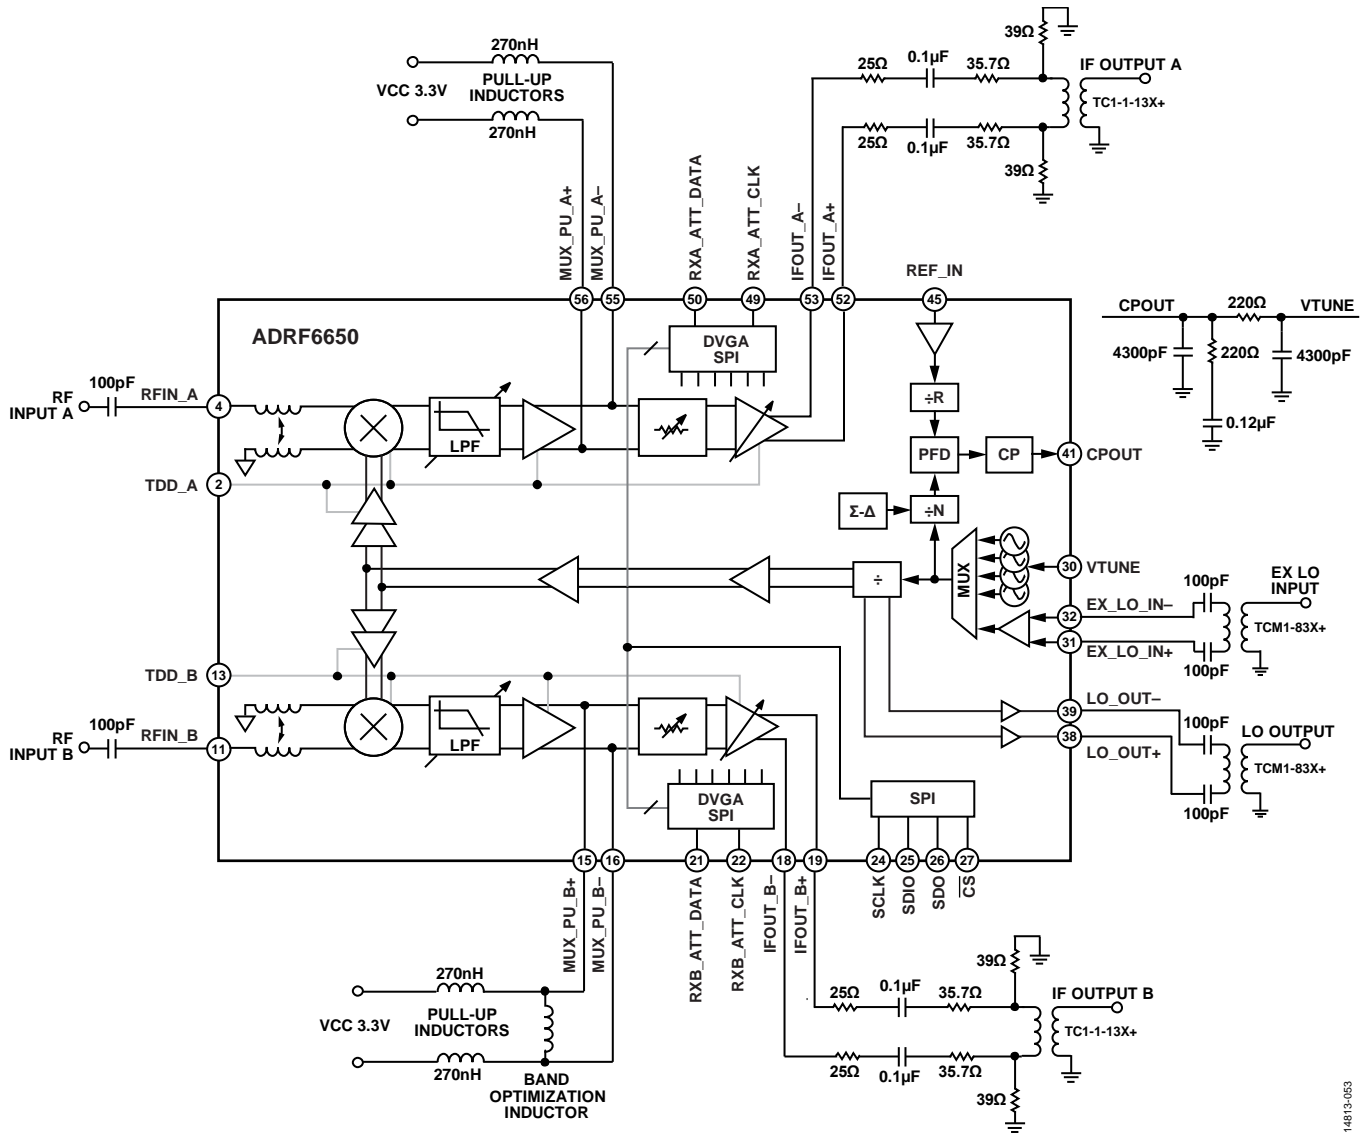 270nH
VCC 3.3V
PULL-UP
INDUCTORS
270nH
MUX_PU_A+
MUX_PU_A–
RXA_ATT_DATA
RXA_ATT_CLK
IFOUT_A–
IFOUT_A+
25Ω
0.1µF
35.7Ω
39Ω
IF OUTPUT A
TC1-1-13X+
25Ω
0.1µF
35.7Ω
39Ω
REF_IN
56
55
50
49
53
52
45
CPOUT
220Ω
VTUNE
4300pF
220Ω
4300pF
0.12µF
ADRF6650
DVGA
SPI
RF
INPUT A
100pF
RFIN_A
4
LPF
÷R
PFD
CP
41
CPOUT
TDD_A
2
Σ-Δ
÷N
÷
MUX
30
VTUNE
32
EX_LO_IN–
31
EX_LO_IN+
100pF
100pF
EX LO
INPUT
TCM1-83X+
TDD_B
13
RF
INPUT B
100pF
RFIN_B
11
LPF
39
LO_OUT–
38
LO_OUT+
100pF
100pF
LO OUTPUT
TCM1-83X+
DVGA
SPI
SPI
15
16
21
22
18
19
24
25
26
27
MUX_PU_B+
MUX_PU_B–
RXB_ATT_DATA
RXB_ATT_CLK
IFOUT_B–
IFOUT_B+
SCLK
SDIO
SDO
CS
270nH
VCC 3.3V
PULL-UP
INDUCTORS
270nH
BAND
OPTIMIZATION
INDUCTOR
25Ω
0.1µF
35.7Ω
39Ω
IF OUTPUT B
TC1-1-13X+
25Ω
0.1µF
35.7Ω
39Ω
14813-053